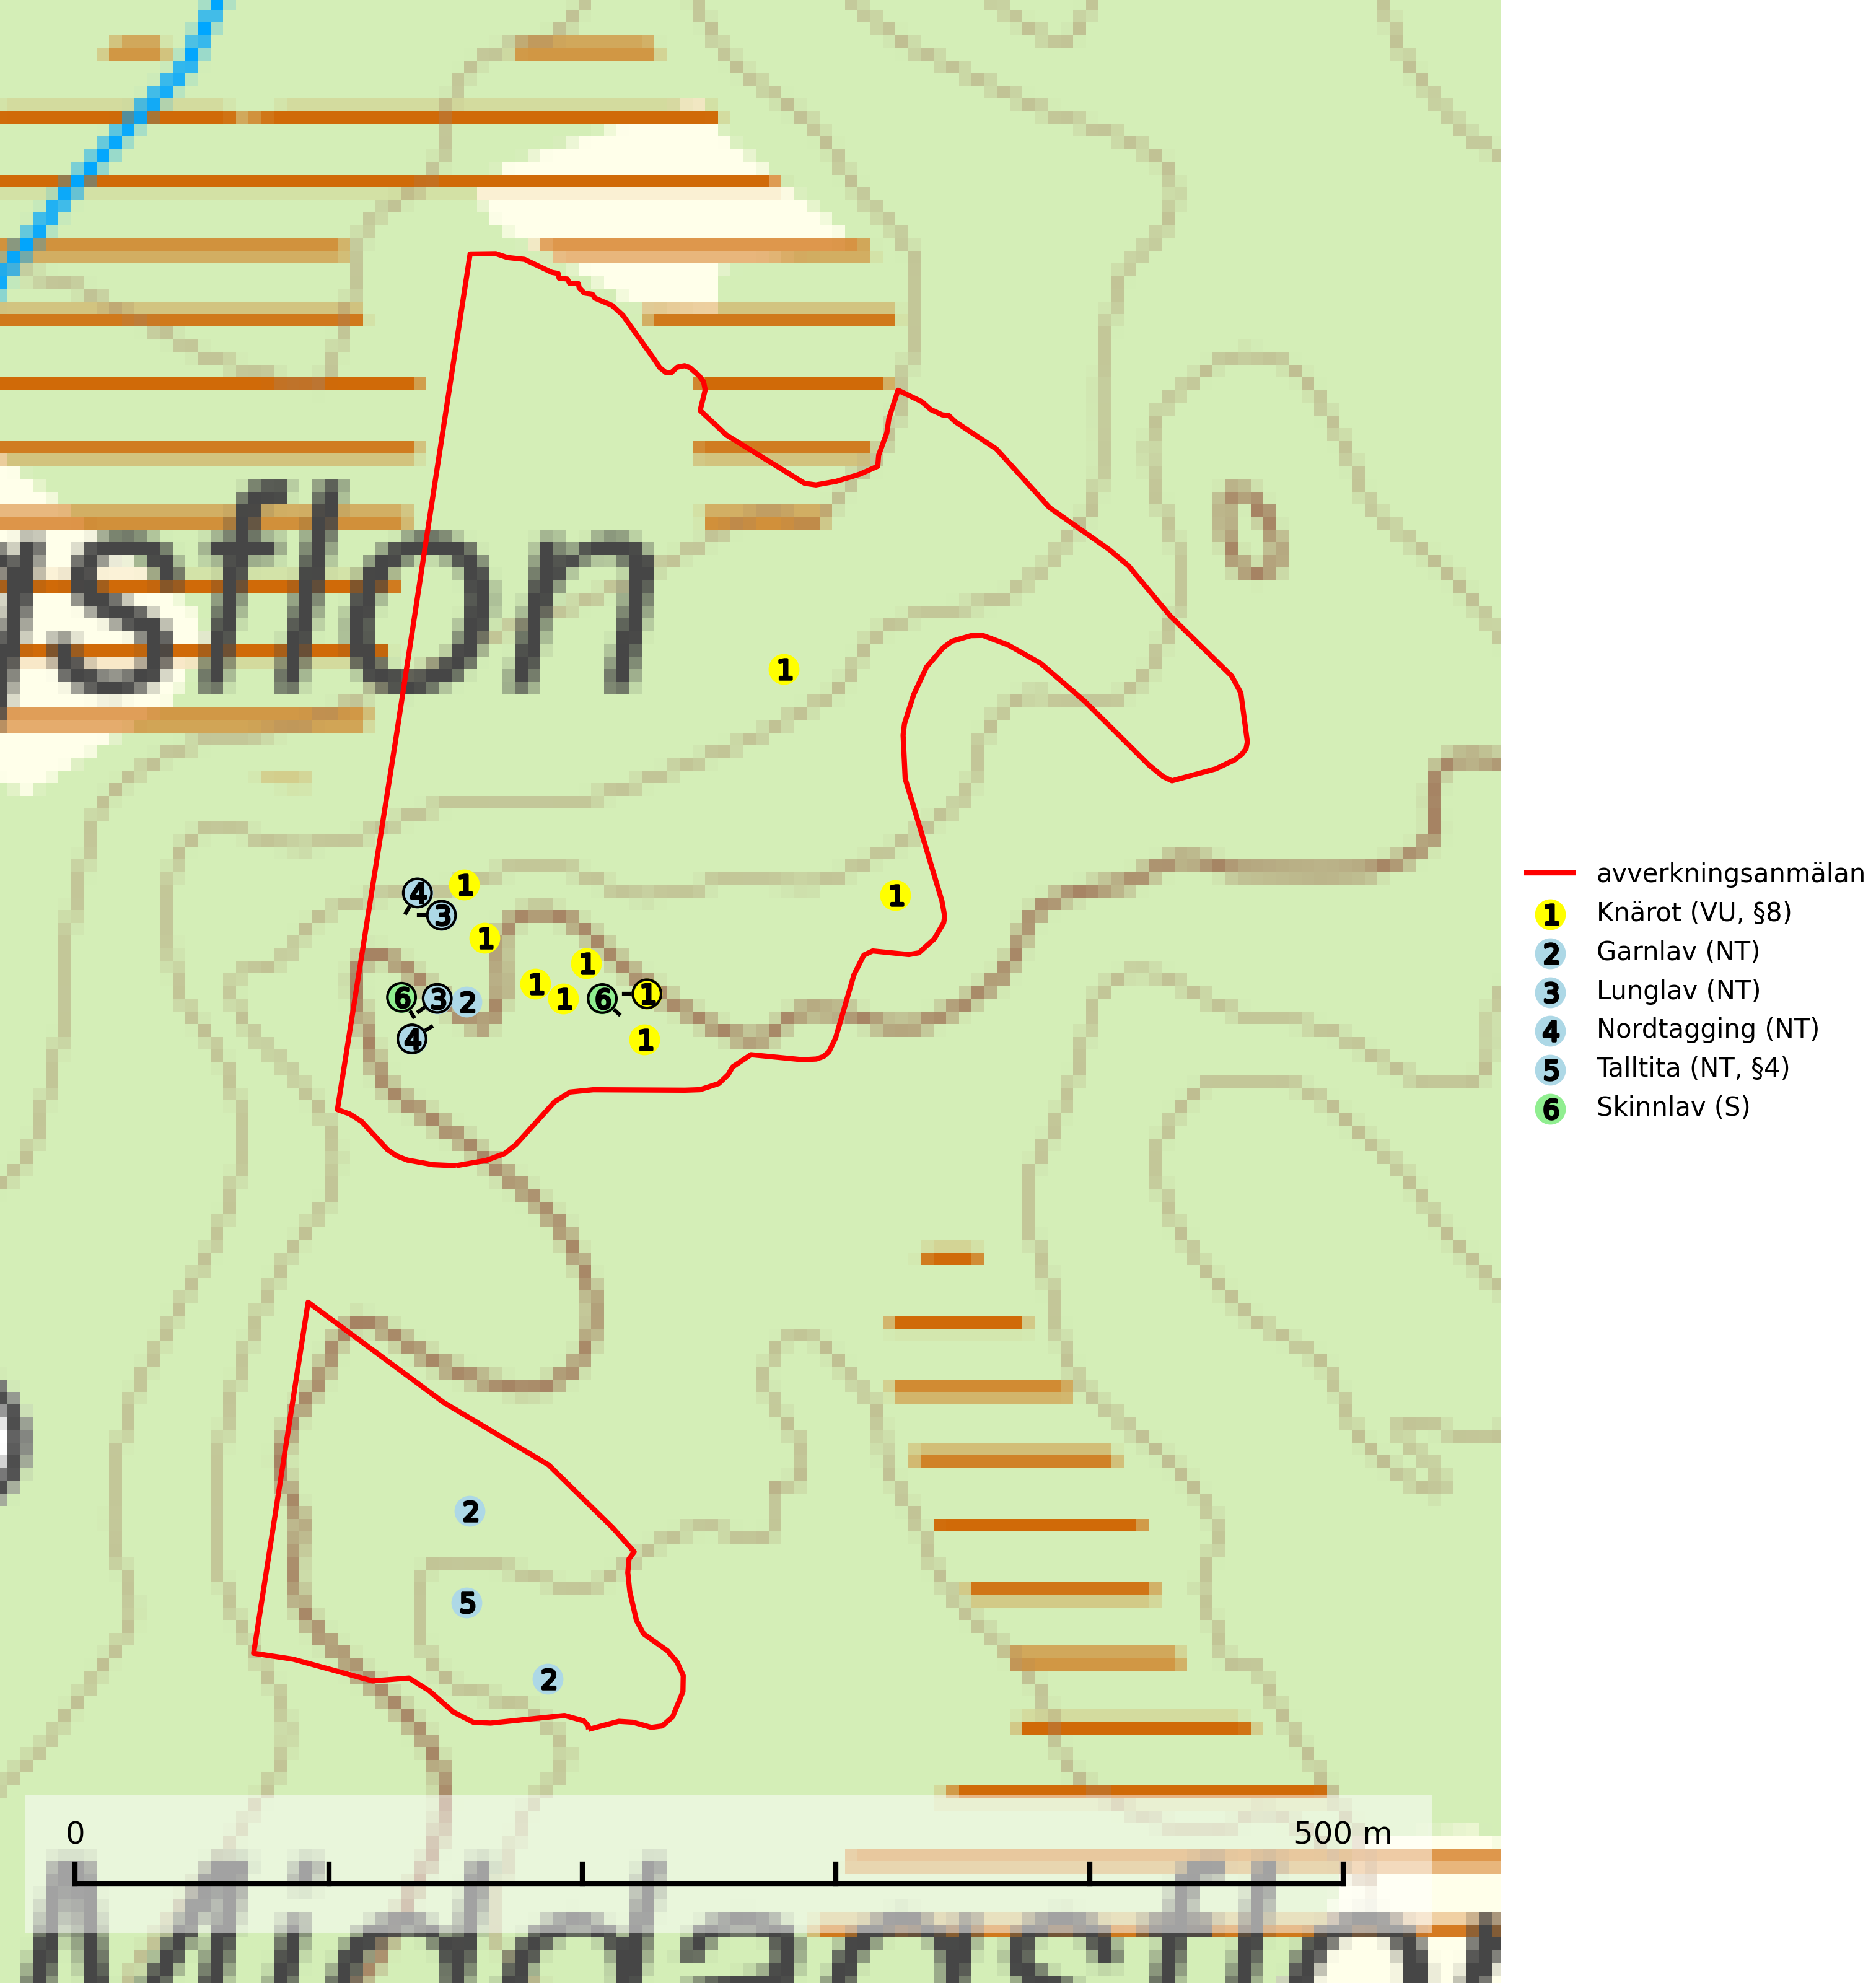 sflon
1
1
1
4
3
1
1
1
1
6
1
6
3
2
4
1
avverkningsanmälan
1 Knärot (VU, §8)
2 Garnlav (NT)
3 Lunglav (NT)
4 Nordtagging (NT)
5 Talltita (NT, §4)
6 Skinnlav (S)
2
5
2
0 500 m